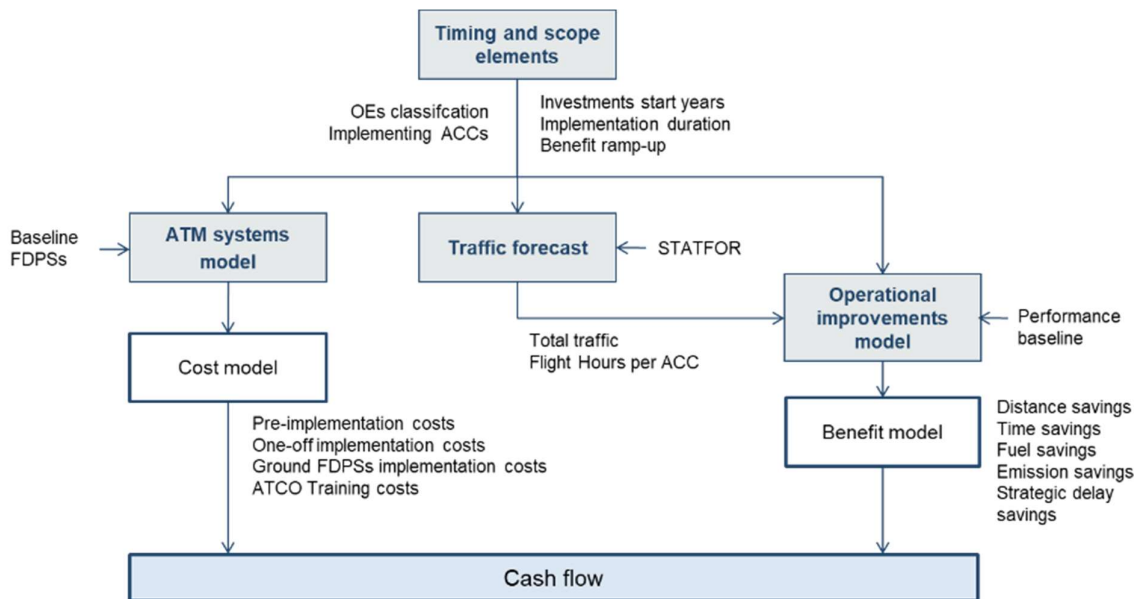 Timing and scope
elements
OEs classifcation
Implementing ACCs
Investments start years
Implementation duration
Benefit ramp-up
Baseline
FDPSs
ATM systems
model
Traffic forecast
STATFOR
Operational
improvements
model
Performance
baseline
Total traffic
Flight Hours per ACC
Cost model
Pre-implementation costs
One-off implementation costs
Ground FDPSs implementation costs
ATCO Training costs
Benefit model
Distance savings
Time savings
Fuel savings
Emission savings
Strategic delay
savings
Cash flow